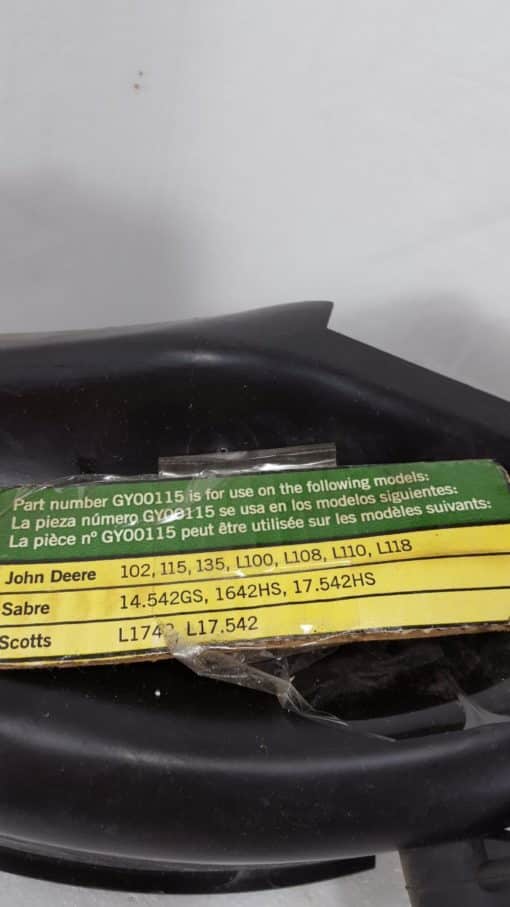 Part number GY00115 is for use on the following models:
La pieza número GY00115 se usa en los modelos siguientes:
La pièce nº GY00115 peut être utilisée sur les modèles suivants:
John Deere 102, 115, 135, L100, L108, L110, L118
Sabre 14.542GS, 1642HS, 17.542HS
Scotts L17.542